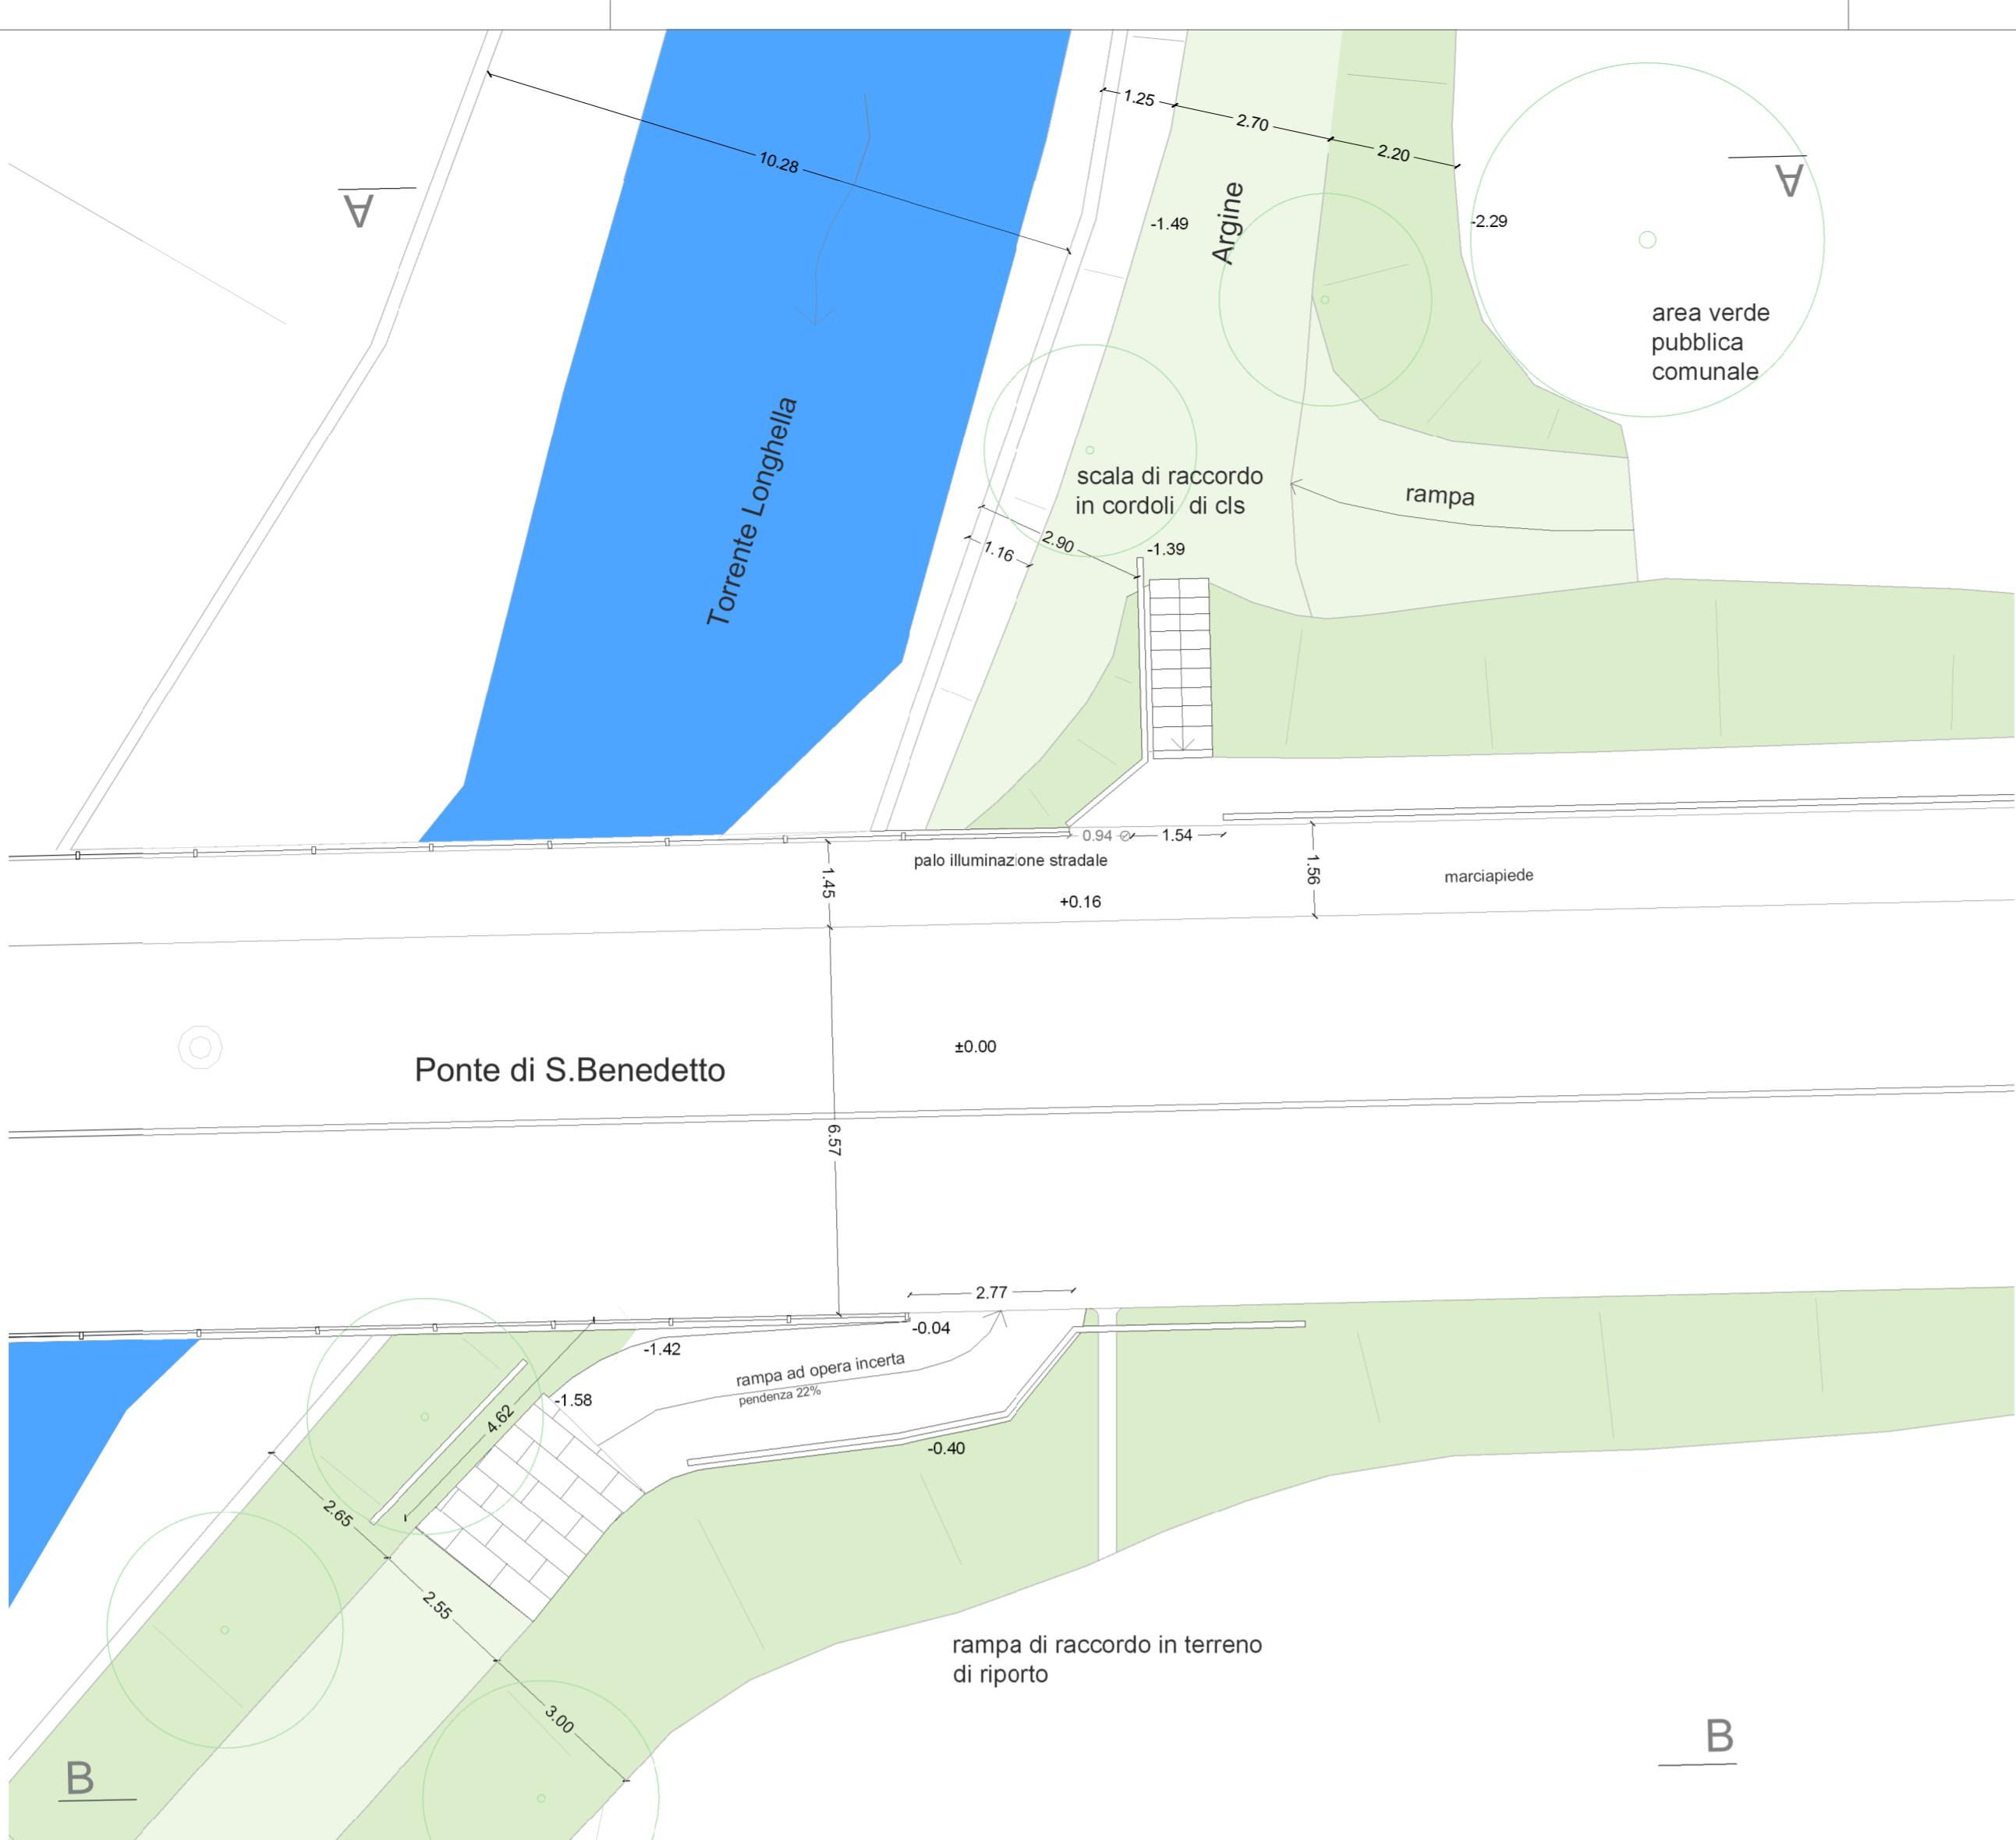 1.25
2.70
2.20
10.28
A
A
-1.49
-2.29
Argine
area verde
pubblica
comunale
Torrente Longhella
scala di raccordo
in cordoli di cls
rampa
2.90
1.16
-1.39
0.94
1.54
palo illuminazione stradale
1.45
1.56
marciapiede
+0.16
±0.00
Ponte di S.Benedetto
6.57
2.77
-0.04
-1.42
rampa ad opera incerta
pendenza 22%
-1.58
4.62
-0.40
2.65
2.55
rampa di raccordo in terreno
di riporto
3.00
B
B